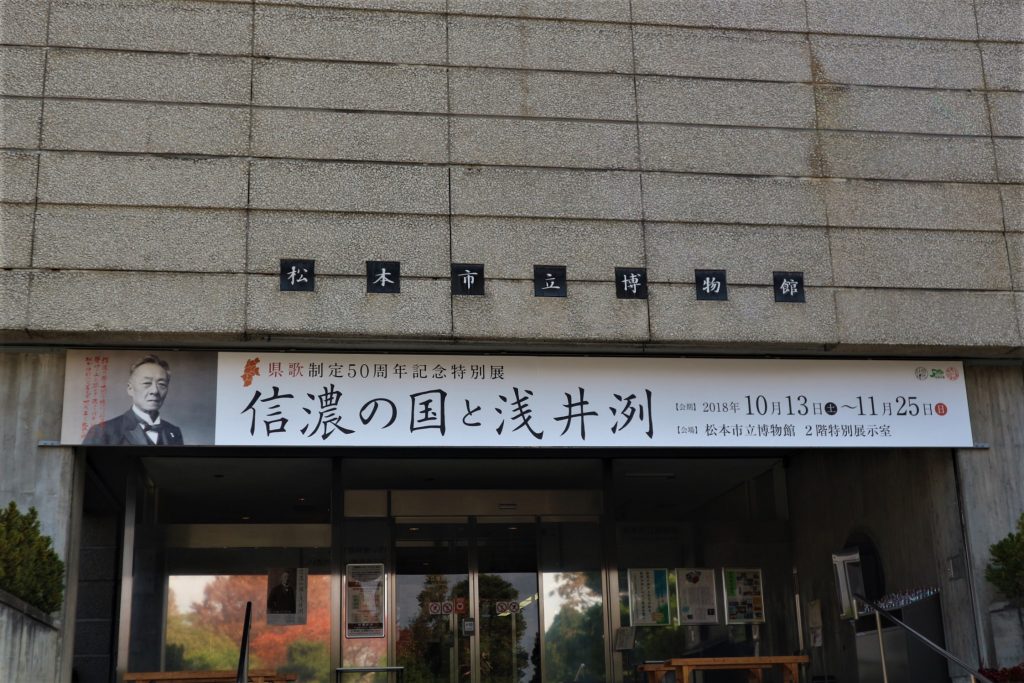 松本市立博物館
県歌制定50周年記念特別展
信濃の国と浅井洌
【会期】2018年10月13日土～11月25日日
【会場】松本市立博物館 2階特別展示室